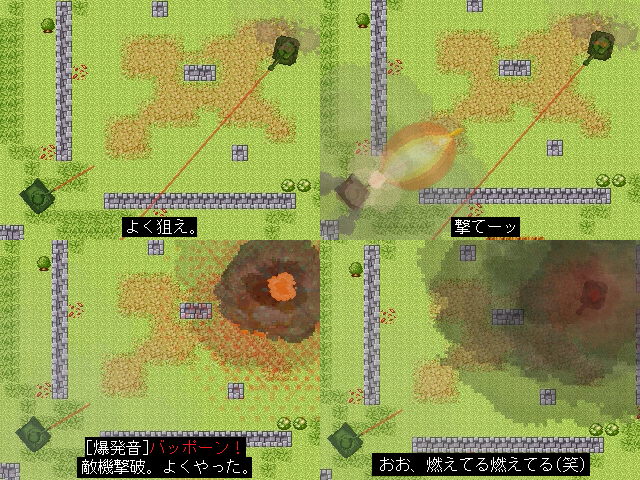 よく狙え。
撃てーッ
[爆発音]バッポーン！
敵機撃破。よくやった。
おお、燃えてる燃えてる(笑)